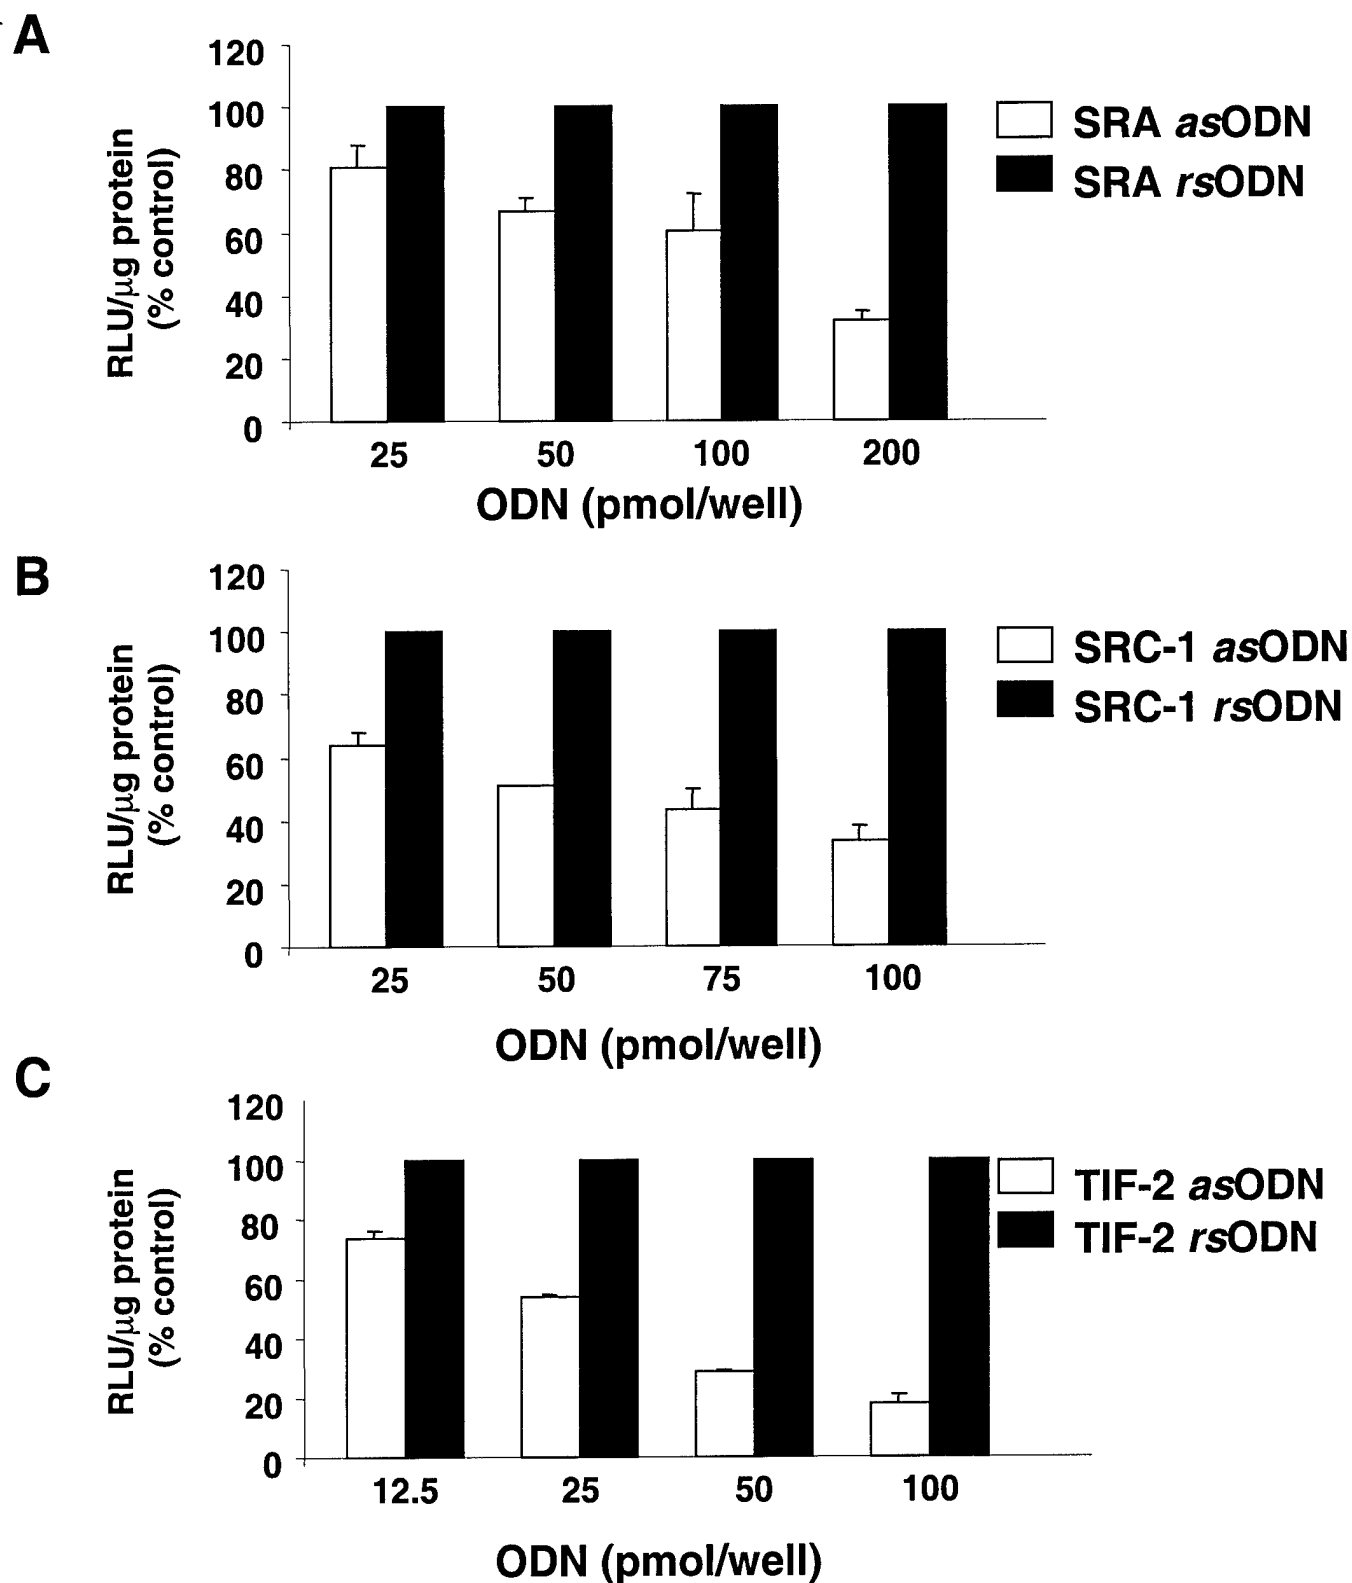 A
120
100
80
60
40
20
0
RLU/μg protein
(% control)
25 50 100 200
ODN (pmol/well)
SRA asODN
SRA rsODN
B
120
100
80
60
40
20
0
RLU/μg protein
(% control)
25 50 75 100
ODN (pmol/well)
SRC-1 asODN
SRC-1 rsODN
C
120
100
80
60
40
20
0
RLU/μg protein
(% control)
12.5 25 50 100
ODN (pmol/well)
TIF-2 asODN
TIF-2 rsODN